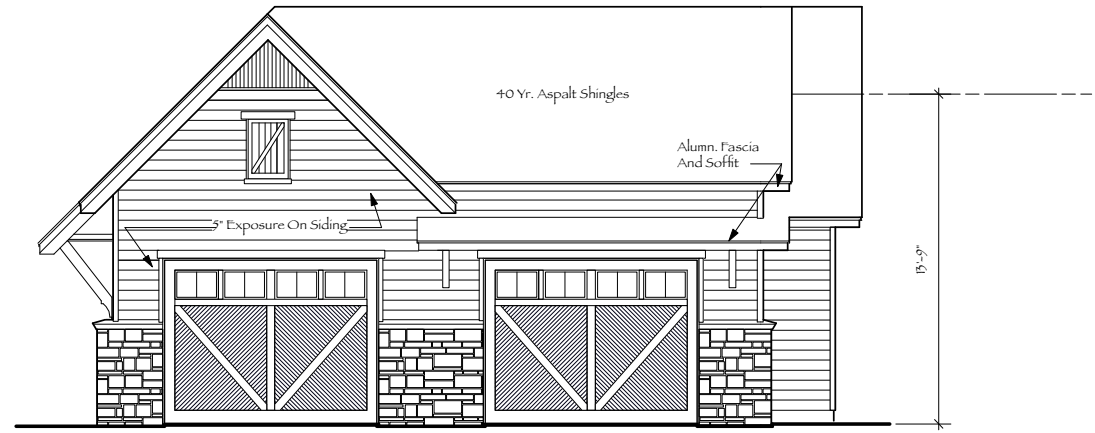 40 Yr. Aspalt Shingles
Alumn. Fascia
And Soffit
5" Exposure On Siding
13'-9"